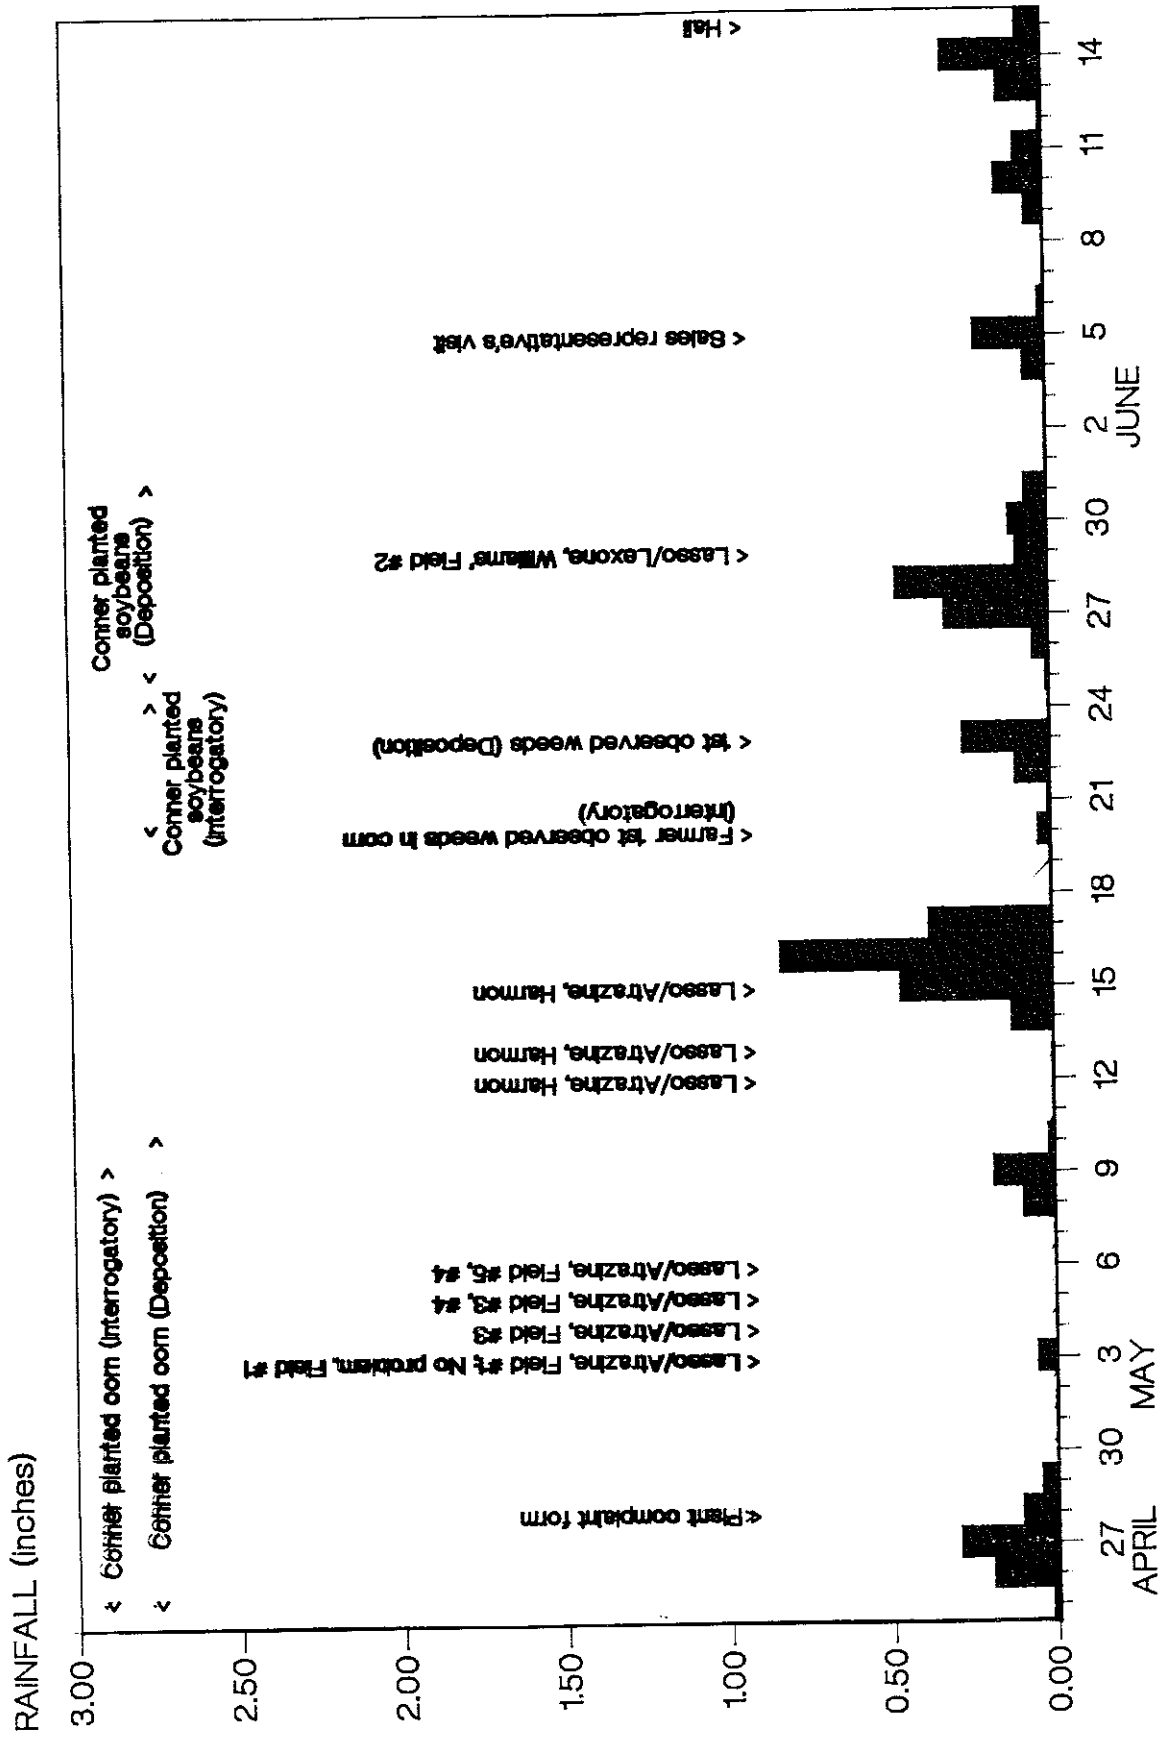 RAINFALL (inches)
3.00
2.50
2.00
1.50
1.00
0.50
0.00
< Conner planted corn (Interrogatory) >
< Conner planted corn (Deposition) >
< >
Conner planted
soybeans
(Interrogatory)
Conner planted
soybeans
(Deposition)
< >
< Plant complaint form
< Lasso/Atrazine, Field #1; No problem, Field #1
< Lasso/Atrazine, Field #3
< Lasso/Atrazine, Field #3, #4
< Lasso/Atrazine, Field #5, #4
< Lasso/Atrazine, Harmon
< Lasso/Atrazine, Harmon
< Lasso/Atrazine, Harmon
< Farmer 1st observed weeds in corn
(Interrogatory)
< 1st observed weeds (Deposition)
< Lasso/Lexone, Williams' Field #2
< Sales representative's visit
< Hail
27 30 3 6 9 12 15 18 21 24 27 30 2 5 8 11 14
APRIL MAY JUNE